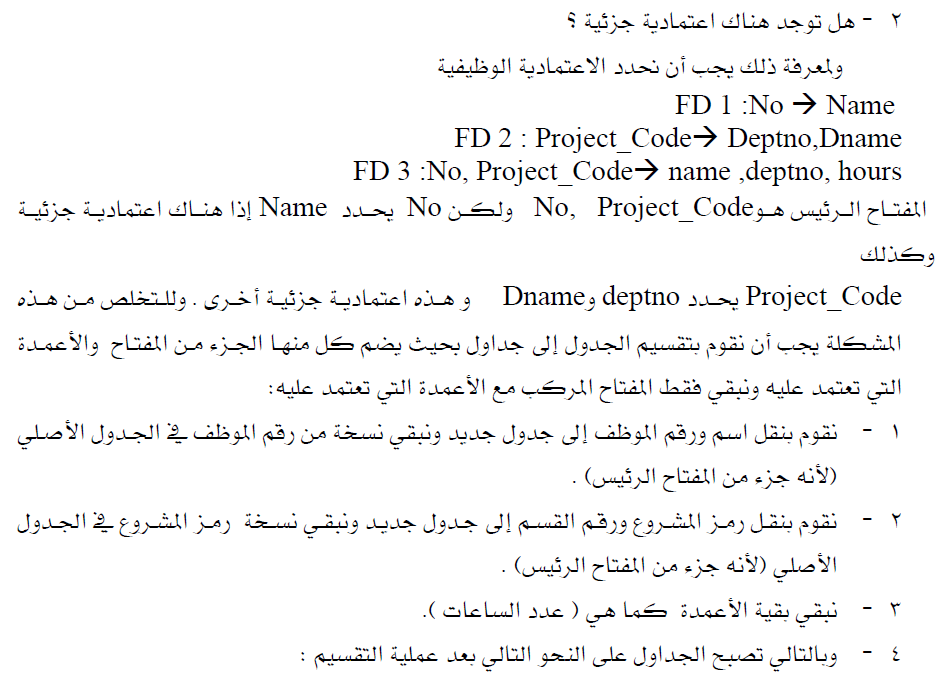 ٢ - هل توجد هناك اعتمادية جزئية ؟
ولمعرفة ذلك يجب أن نحدد الاعتمادية الوظيفية
FD 1 :No → Name
FD 2 : Project_Code→ Deptno,Dname
FD 3 :No, Project_Code→ name ,deptno, hours
المفتاح الرئيس هوNo, Project_Code ولكن No يحدد Name إذا هناك اعتمادية جزئية
وكذلك
Project_Code يحدد deptno وDname و هذه اعتمادية جزئية أخرى . وللتخلص من هذه
المشكلة يجب أن نقوم بتقسيم الجدول إلى جداول بحيث يضم كل منها الجزء من المفتاح والأعمدة
التي تعتمد عليه ونبقي فقط المفتاح المركب مع الأعمدة التي تعتمد عليه:
١ - نقوم بنقل اسم ورقم الموظف إلى جدول جديد ونبقي نسخة من رقم الموظف في الجدول الأصلي
(لأنه جزء من المفتاح الرئيس) .
٢ - نقوم بنقل رمز المشروع ورقم القسم إلى جدول جديد ونبقي نسخة رمز المشروع في الجدول
الأصلي (لأنه جزء من المفتاح الرئيس) .
٣ - نبقي بقية الأعمدة كما هي ( عدد الساعات ).
٤ - وبالتالي تصبح الجداول على النحو التالي بعد عملية التقسيم :